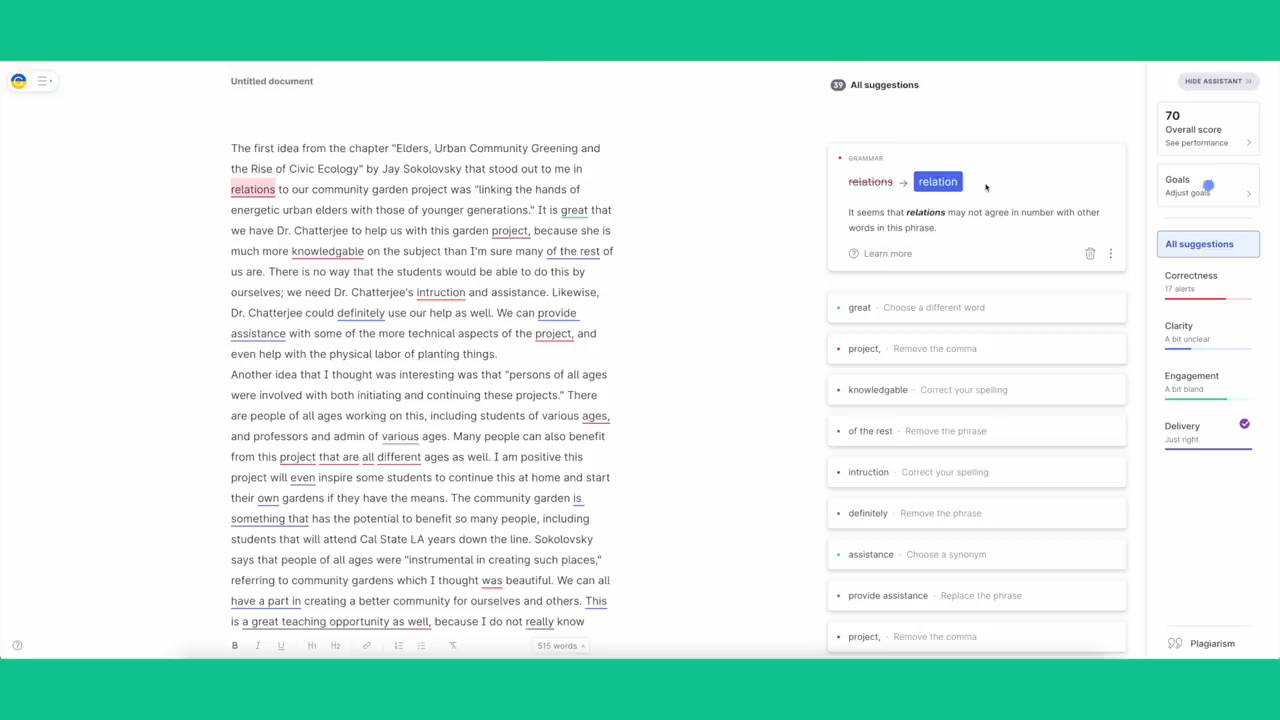 HIDE ASSISTANT
Untitled document
39 All suggestions
The first idea from the chapter "Elders, Urban Community Greening and
the Rise of Civic Ecology" by Jay Sokolovsky that stood out to me in
relations to our community garden project was "linking the hands of
energetic urban elders with those of younger generations." It is great that
we have Dr. Chatterjee to help us with this garden project, because she is
much more knowledgable on the subject than I'm sure many of the rest of
us are. There is no way that the students would be able to do this by
ourselves; we need Dr. Chatterjee's intruction and assistance. Likewise,
Dr. Chatterjee could definitely use our help as well. We can provide
assistance with some of the more technical aspects of the project, and
even help with the physical labor of planting things.
Another idea that I thought was interesting was that "persons of all ages
were involved with both initiating and continuing these projects." There
are people of all ages working on this, including students of various ages,
and professors and admin of various ages. Many people can also benefit
from this project that are all different ages as well. I am positive this
project will even inspire some students to continue this at home and start
their own gardens if they have the means. The community garden is
something that has the potential to benefit so many people, including
students that will attend Cal State LA years down the line. Sokolovsky
says that people of all ages were "instrumental in creating such places,"
referring to community gardens which I thought was beautiful. We can all
have a part in creating a better community for ourselves and others. This
is a great teaching opportunity as well, because I do not really know
B I U H1 H2
515 words
GRAMMAR
relations → relation
It seems that relations may not agree in number with other
words in this phrase.
Learn more
great · Choose a different word
project, · Remove the comma
knowledgable · Correct your spelling
of the rest · Remove the phrase
intruction · Correct your spelling
definitely · Remove the phrase
assistance · Choose a synonym
provide assistance · Replace the phrase
project, · Remove the comma
70
Overall score
See performance
Goals
Adjust goals
All suggestions
Correctness
17 alerts
Clarity
A bit unclear
Engagement
A bit bland
Delivery
Just right
Plagiarism